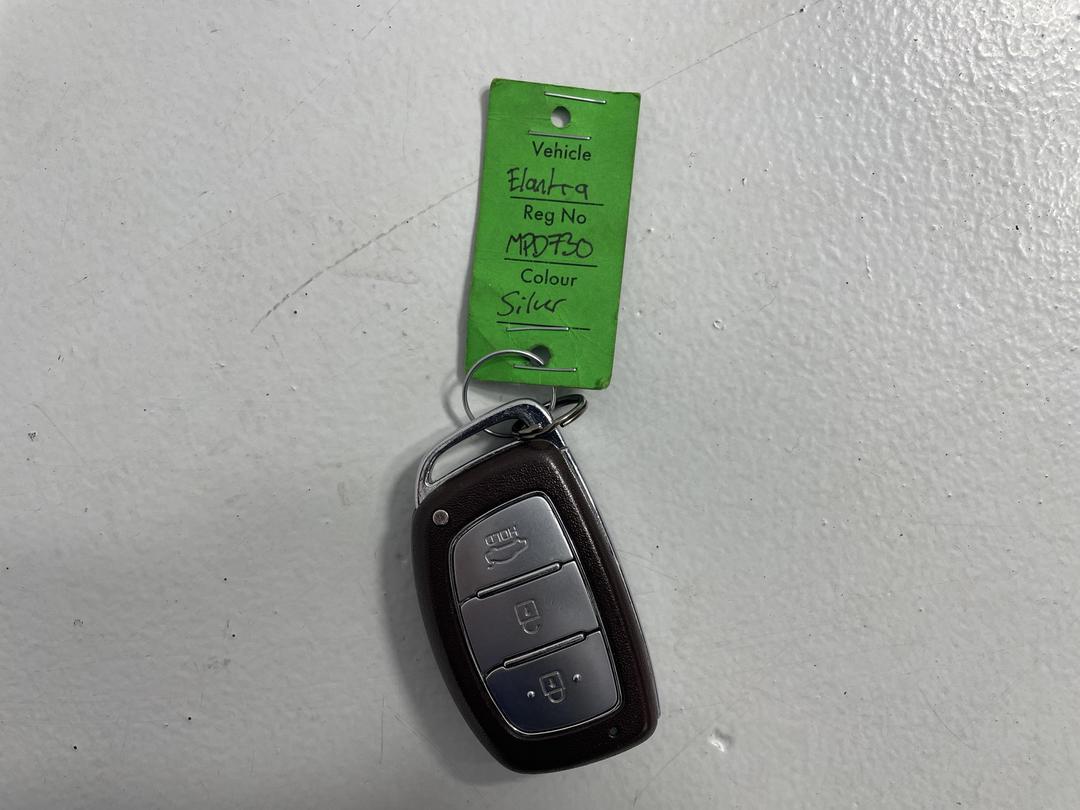 Vehicle
Elantra
Reg No
MPD730
Colour
Silver
HOLD